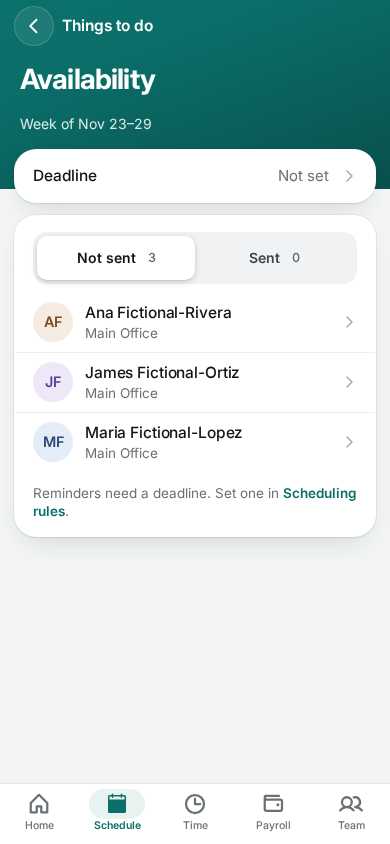 Things to do
Availability
Week of Nov 23–29
Deadline Not set
Not sent 3 Sent 0
AF Ana Fictional-Rivera
Main Office
JF James Fictional-Ortiz
Main Office
MF Maria Fictional-Lopez
Main Office
Reminders need a deadline. Set one in Scheduling
rules.
Home Schedule Time Payroll Team